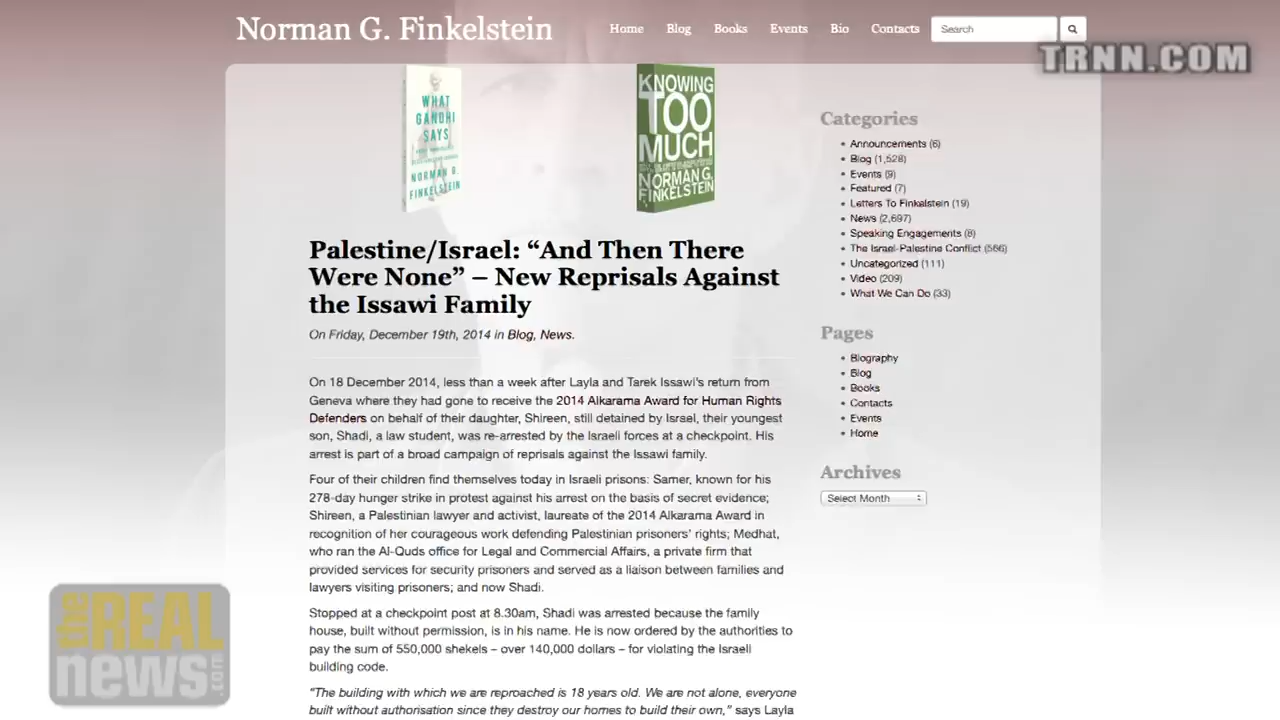 Norman G. Finkelstein
Home Blog Books Events Bio Contacts Search
TRNN.COM
WHAT
GANDHI
SAYS
NORMAN G.
FINKELSTEIN
KNOWING
TOO
MUCH
NORMAN G.
FINKELSTEIN
Palestine/Israel: “And Then There
Were None” – New Reprisals Against
the Issawi Family
On Friday, December 19th, 2014 in Blog, News.
On 18 December 2014, less than a week after Layla and Tarek Issawi's return from
Geneva where they had gone to receive the 2014 Alkarama Award for Human Rights
Defenders on behalf of their daughter, Shireen, still detained by Israel, their youngest
son, Shadi, a law student, was re-arrested by the Israeli forces at a checkpoint. His
arrest is part of a broad campaign of reprisals against the Issawi family.
Four of their children find themselves today in Israeli prisons: Samer, known for his
278-day hunger strike in protest against his arrest on the basis of secret evidence;
Shireen, a Palestinian lawyer and activist, laureate of the 2014 Alkarama Award in
recognition of her courageous work defending Palestinian prisoners' rights; Medhat,
who ran the Al-Quds office for Legal and Commercial Affairs, a private firm that
provided services for security prisoners and served as a liaison between families and
lawyers visiting prisoners; and now Shadi.
Stopped at a checkpoint post at 8.30am, Shadi was arrested because the family
house, built without permission, is in his name. He is now ordered by the authorities to
pay the sum of 550,000 shekels – over 140,000 dollars – for violating the Israeli
building code.
“The building with which we are reproached is 18 years old. We are not alone, everyone
built without authorisation since they destroy our homes to build their own,” says Layla
Categories
Announcements (6)
Blog (1,528)
Events (9)
Featured (7)
Letters To Finkelstein (19)
News (2,697)
Speaking Engagements (8)
The Israel-Palestine Conflict (566)
Uncategorized (111)
Video (209)
What We Can Do (33)
Pages
Biography
Blog
Books
Contacts
Events
Home
Archives
Select Month
the REAL
news.com